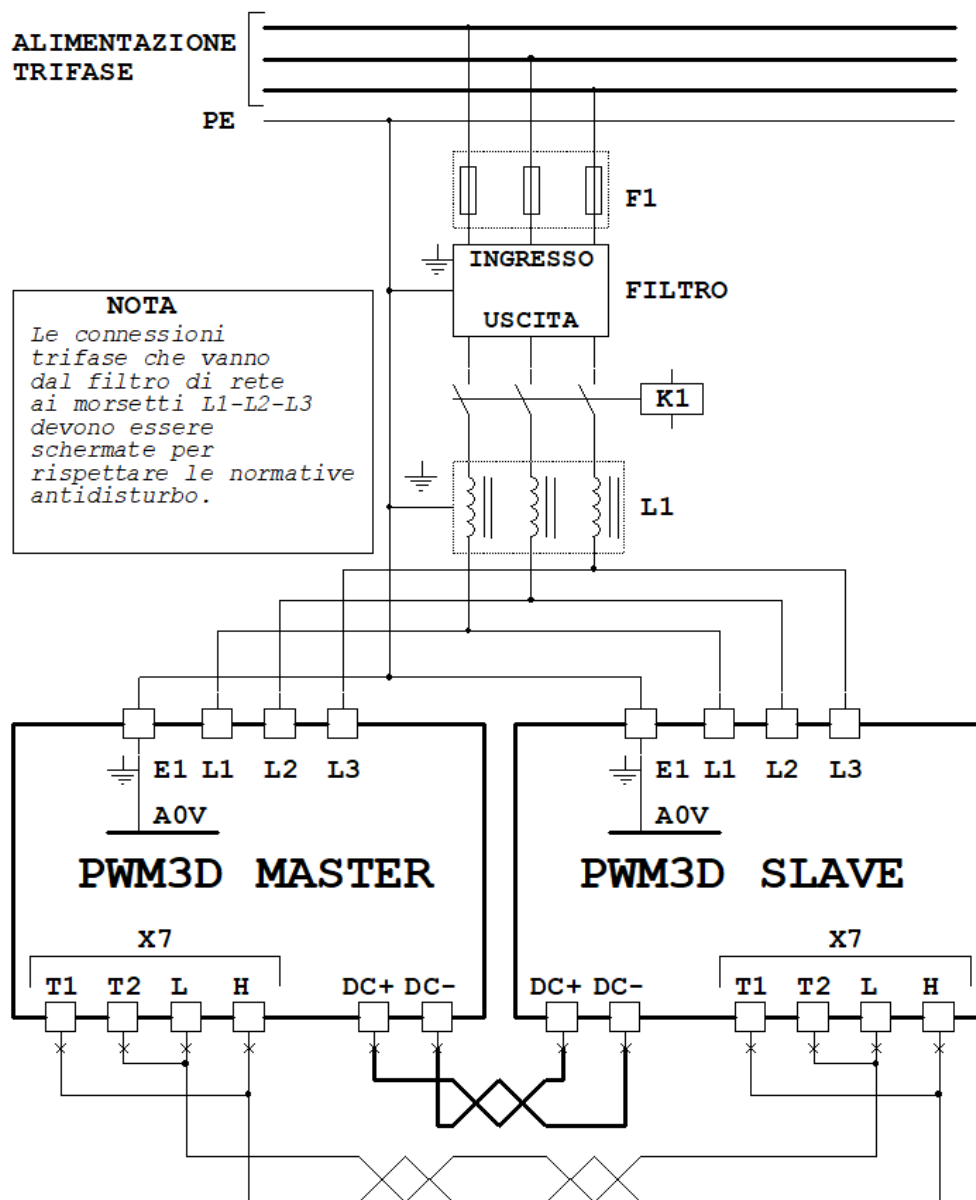 ALIMENTAZIONE
TRIFASE
PE
F1
INGRESSO
FILTRO
USCITA
NOTA
Le connessioni
trifase che vanno
dal filtro di rete
ai morsetti L1-L2-L3
devono essere
schermate per
rispettare le normative
antidisturbo.
K1
L1
E1 L1 L2 L3
A0V
PWM3D MASTER
X7
T1 T2 L H DC+ DC-
E1 L1 L2 L3
A0V
PWM3D SLAVE
X7
DC+ DC- T1 T2 L H